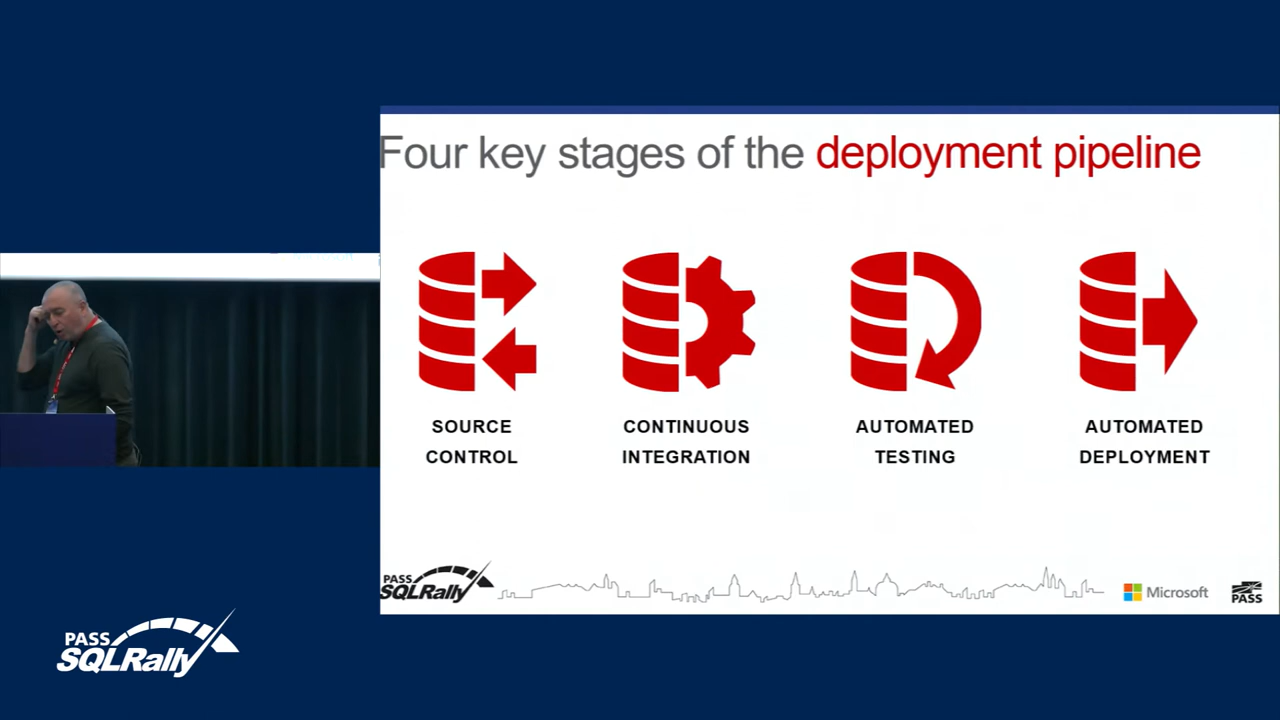 Four key stages of the deployment pipeline
SOURCE
CONTROL
CONTINUOUS
INTEGRATION
AUTOMATED
TESTING
AUTOMATED
DEPLOYMENT
PASS
SQLRally
Microsoft
PASS
PASS
SQLRally